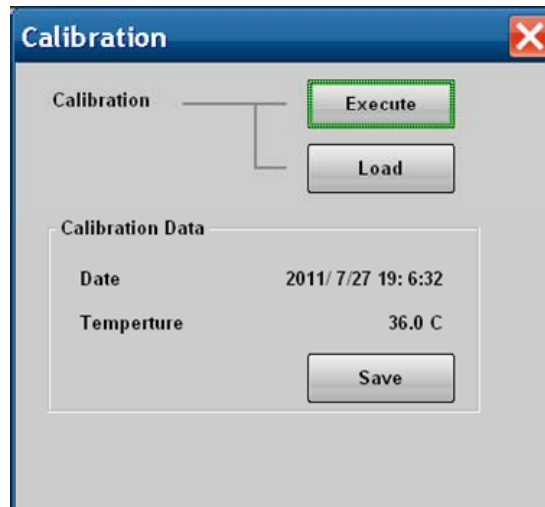 Calibration
Calibration
Execute
Load
Calibration Data
Date 2011/ 7/27 19: 6:32
Temperture 36.0 C
Save